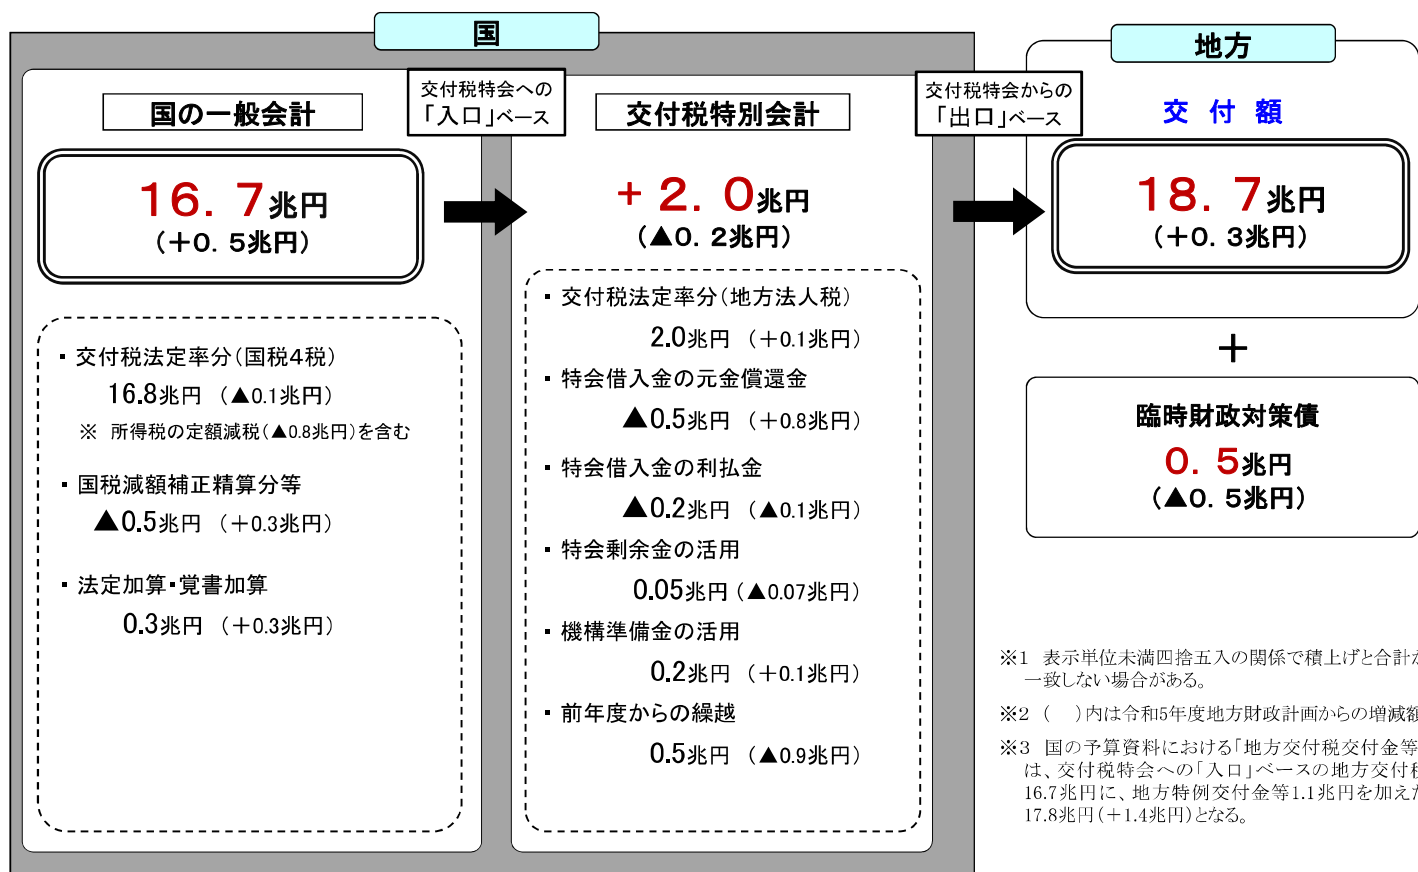 国
国の一般会計
交付税特会への
「入口」ベース
16.7兆円
(+0.5兆円)
・交付税法定率分(国税4税)
16.8兆円 (▲0.1兆円)
※ 所得税の定額減税(▲0.8兆円)を含む
・国税減額補正精算分等
▲0.5兆円 (+0.3兆円)
・法定加算・覚書加算
0.3兆円 (+0.3兆円)
交付税特別会計
交付税特会からの
「出口」ベース
+2.0兆円
(▲0.2兆円)
・交付税法定率分(地方法人税)
2.0兆円 (+0.1兆円)
・特会借入金の元金償還金
▲0.5兆円 (+0.8兆円)
・特会借入金の利払金
▲0.2兆円 (▲0.1兆円)
・特会剰余金の活用
0.05兆円(▲0.07兆円)
・機構準備金の活用
0.2兆円 (+0.1兆円)
・前年度からの繰越
0.5兆円 (▲0.9兆円)
地方
交 付 額
18.7兆円
(+0.3兆円)
+
臨時財政対策債
0.5兆円
(▲0.5兆円)
※1 表示単位未満四捨五入の関係で積上げと合計が
一致しない場合がある。
※2 ( )内は令和5年度地方財政計画からの増減額
※3 国の予算資料における「地方交付税交付金等
は、交付税特会への「入口」ベースの地方交付税
16.7兆円に、地方特例交付金等1.1兆円を加えた
17.8兆円(+1.4兆円)となる。